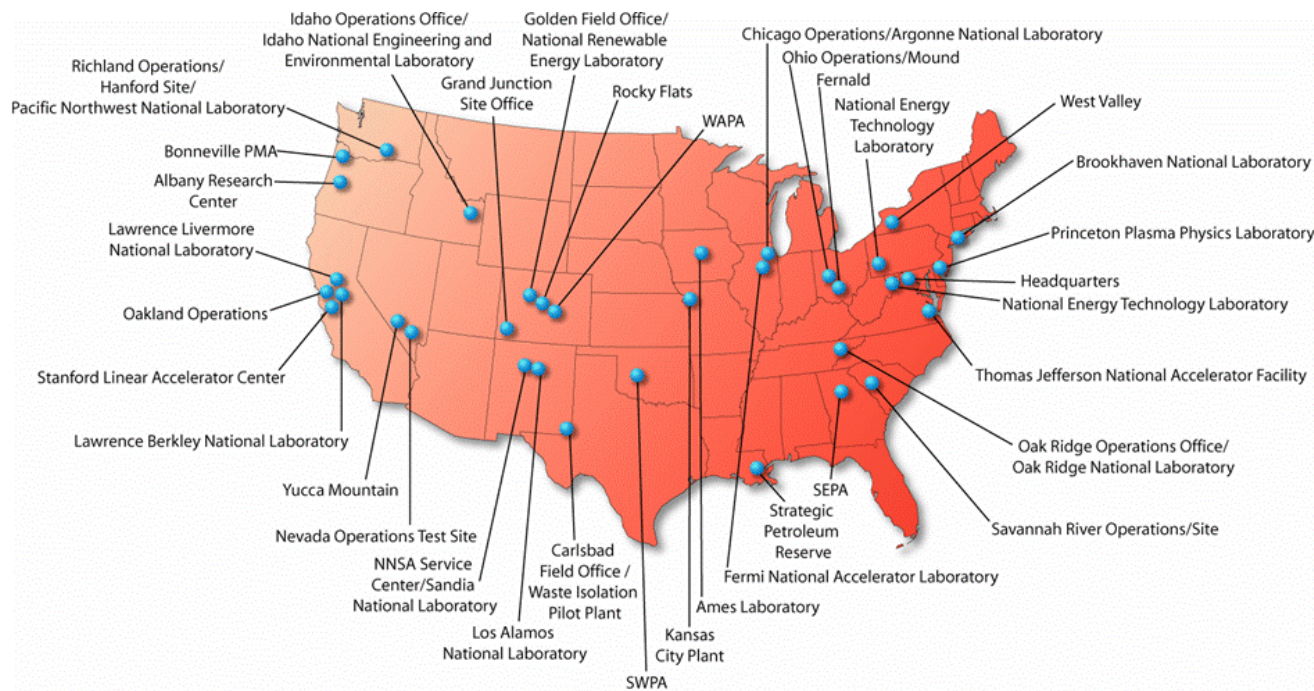 Idaho Operations Office/
Idaho National Engineering and
Environmental Laboratory
Golden Field Office/
National Renewable
Energy Laboratory
Chicago Operations/Argonne National Laboratory
Ohio Operations/Mound
Fernald
Richland Operations/
Hanford Site/
Pacific Northwest National Laboratory
Grand Junction
Site Office
Rocky Flats
WAPA
National Energy
Technology
Laboratory
West Valley
Bonneville PMA
Brookhaven National Laboratory
Albany Research
Center
Lawrence Livermore
National Laboratory
Princeton Plasma Physics Laboratory
Headquarters
National Energy Technology Laboratory
Oakland Operations
Stanford Linear Accelerator Center
Thomas Jefferson National Accelerator Facility
Lawrence Berkley National Laboratory
Oak Ridge Operations Office/
Oak Ridge National Laboratory
Yucca Mountain
SEPA
Strategic
Petroleum
Reserve
Savannah River Operations/Site
Nevada Operations Test Site
NNSA Service
Center/Sandia
National Laboratory
Carlsbad
Field Office /
Waste Isolation
Pilot Plant
Fermi National Accelerator Laboratory
Ames Laboratory
Los Alamos
National Laboratory
Kansas
City Plant
SWPA